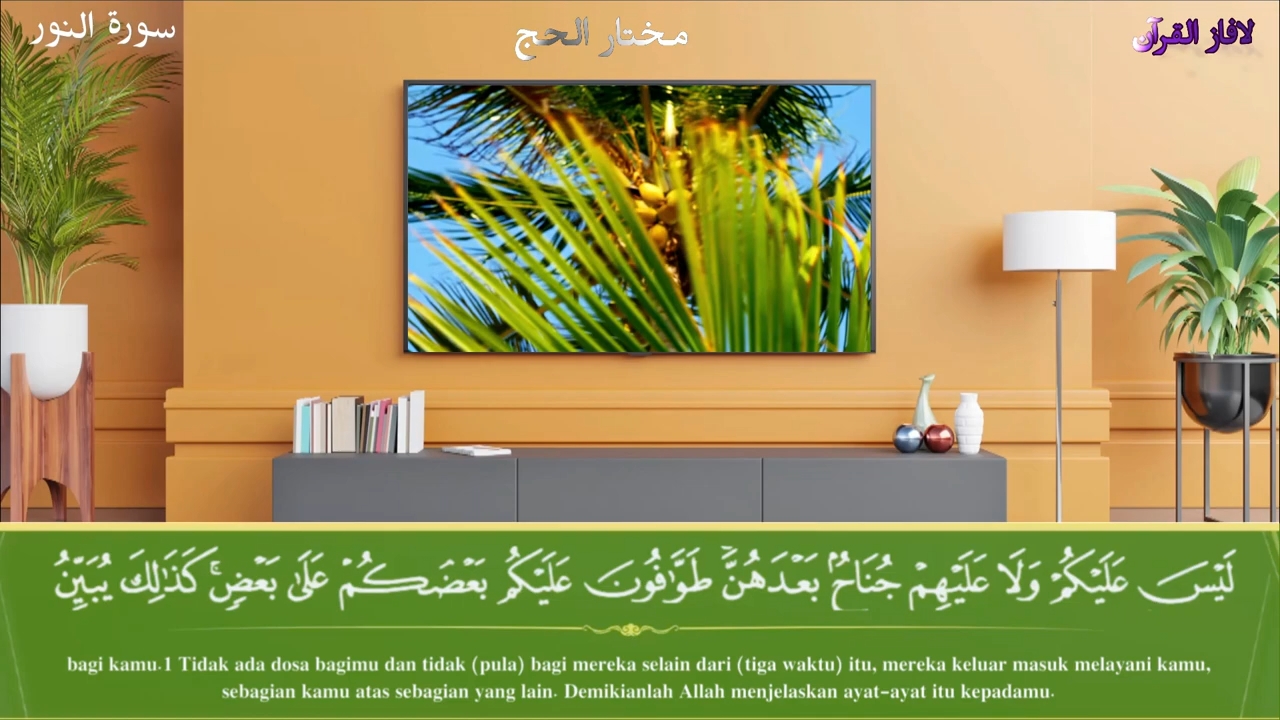 سورة النور
مختار الحج
لافاز القرآن
لَيْسَ عَلَيْكُمْ وَلَا عَلَيْهِمْ جُنَاحٌۢ بَعْدَهُنَّۗ طَوَّٰفُونَ عَلَيْكُم بَعْضُكُمْ عَلَىٰ بَعْضٍۚ كَذَٰلِكَ يُبَيِّنُ
bagi kamu.1 Tidak ada dosa bagimu dan tidak (pula) bagi mereka selain dari (tiga waktu) itu, mereka keluar masuk melayani kamu,
sebagian kamu atas sebagian yang lain. Demikianlah Allah menjelaskan ayat-ayat itu kepadamu.